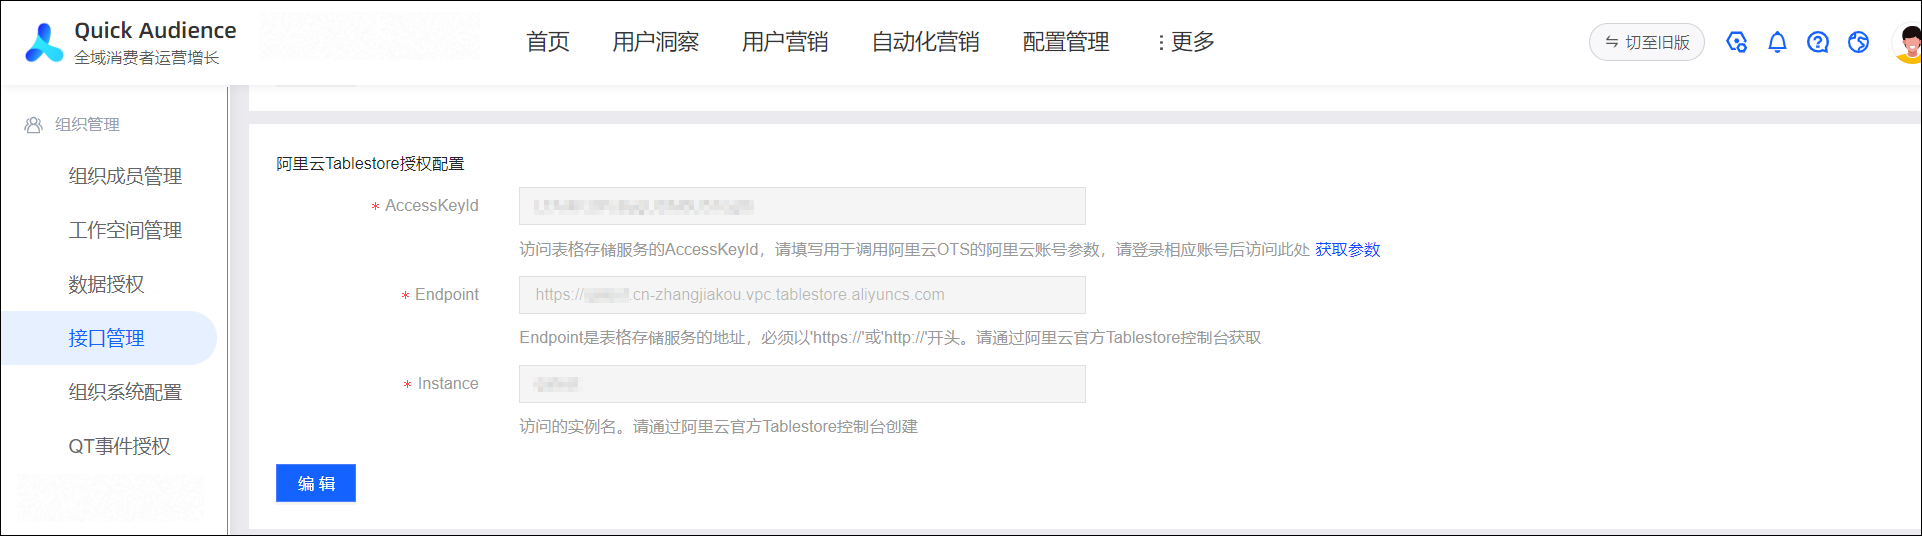 Quick Audience
全域消费者运营增长
首页
用户洞察
用户营销
自动化营销
配置管理
更多
切至旧版
组织管理
组织成员管理
工作空间管理
数据授权
接口管理
组织系统配置
QT事件授权
阿里云Tablestore授权配置
* AccessKeyId
访问表格存储服务的AccessKeyId，请填写用于调用阿里云OTS的阿里云账号参数，请登录相应账号后访问此处 获取参数
* Endpoint
https:// .cn-zhangjiakou.vpc.tablestore.aliyuncs.com
Endpoint是表格存储服务的地址，必须以'https://'或'http://'开头。请通过阿里云官方Tablestore控制台获取
* Instance
访问的实例名。请通过阿里云官方Tablestore控制台创建
编 辑